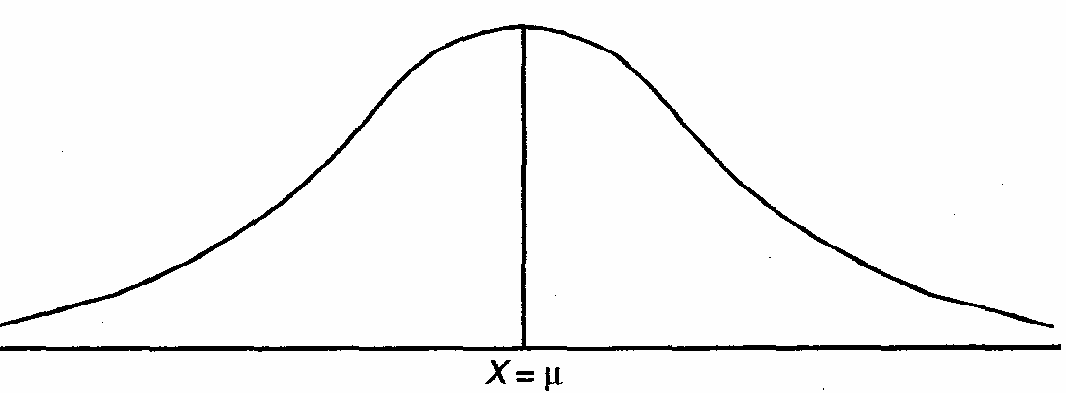 X = μ